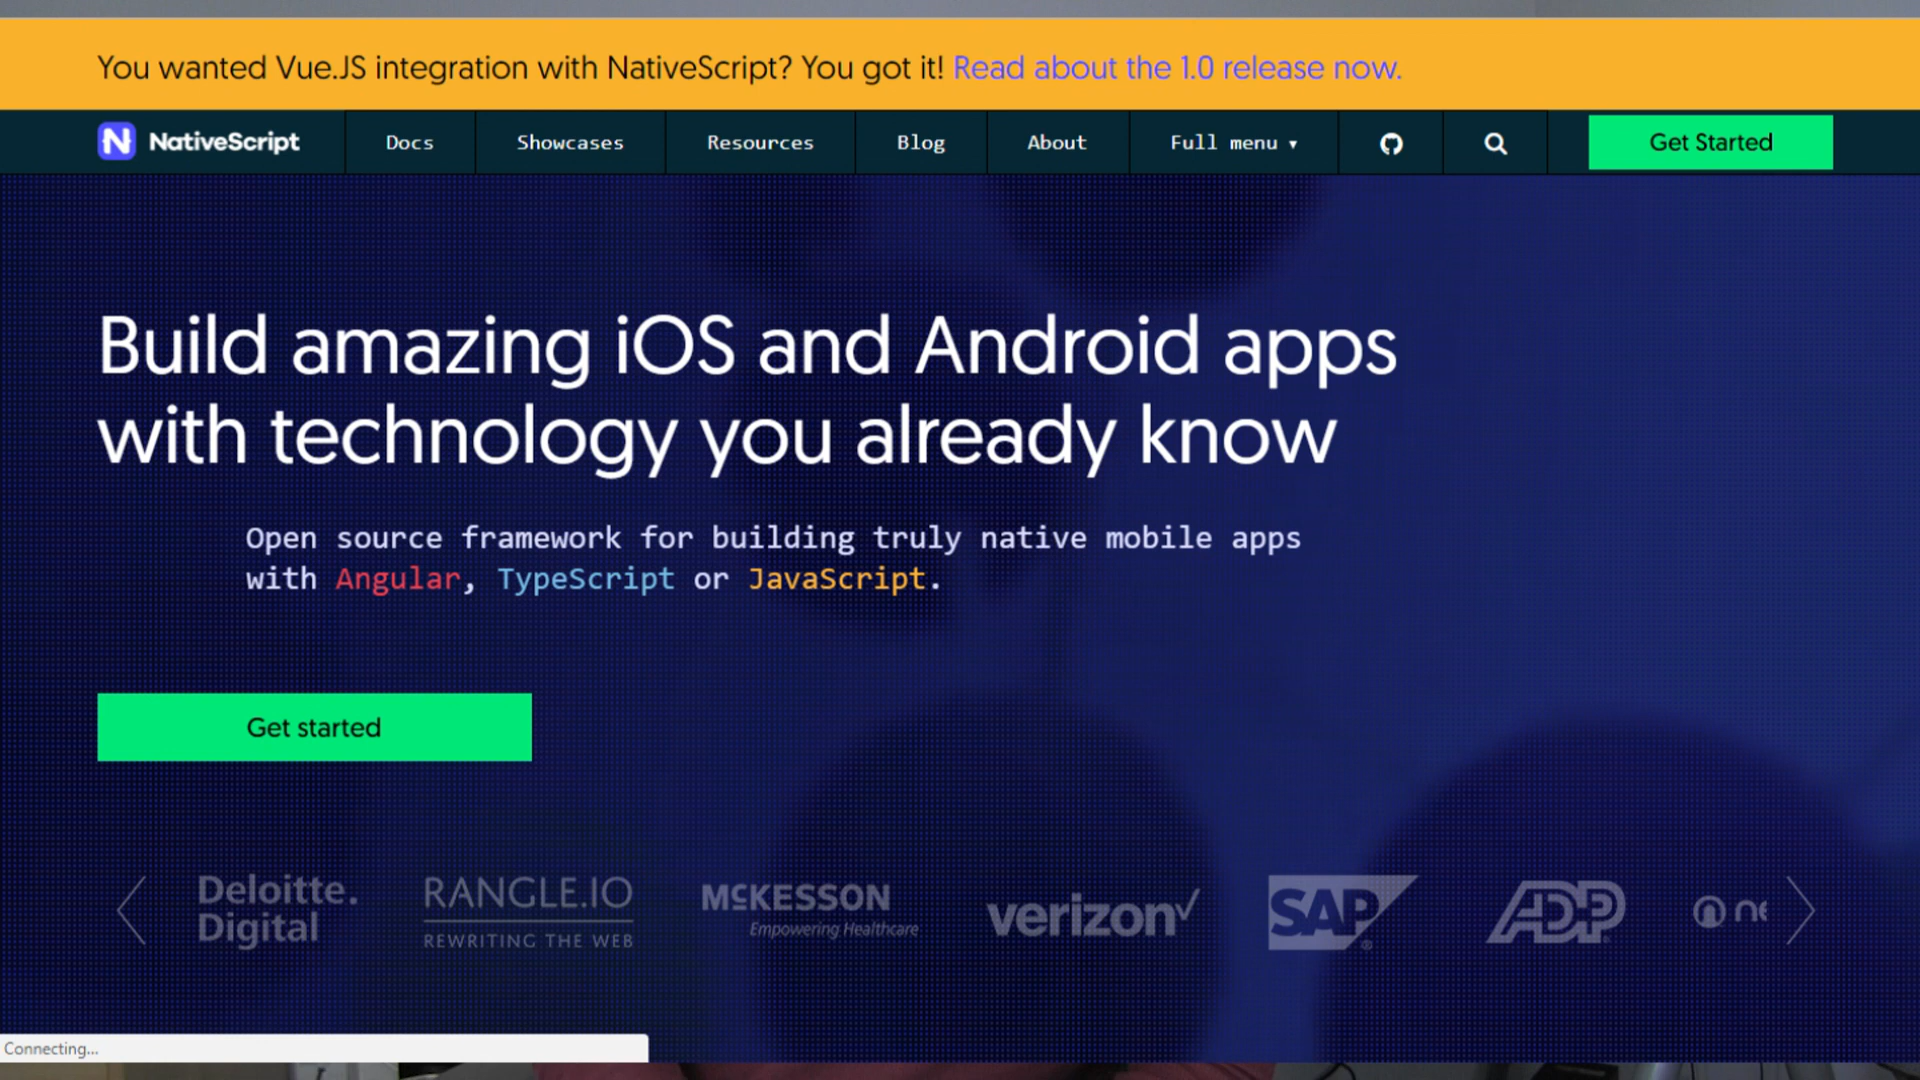 You wanted Vue.JS integration with NativeScript? You got it! Read about the 1.0 release now.
NativeScript Docs Showcases Resources Blog About Full menu ▾ Get Started
Build amazing iOS and Android apps
with technology you already know
Open source framework for building truly native mobile apps
with Angular, TypeScript or JavaScript.
Get started
Deloitte.
Digital
RANGLE.IO
REWRITING THE WEB
McKESSON
Empowering Healthcare
verizon
SAP
ADP
Connecting...